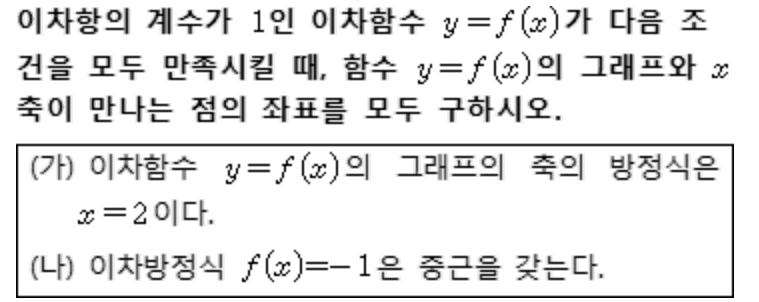 이차항의 계수가 1인 이차함수 y=f(x)가 다음 조
건을 모두 만족시킬 때, 함수 y=f(x)의 그래프와 x
축이 만나는 점의 좌표를 모두 구하시오.
(가) 이차함수 y=f(x)의 그래프의 축의 방정식은
x=2이다.
(나) 이차방정식 f(x)=-1은 중근을 갖는다.